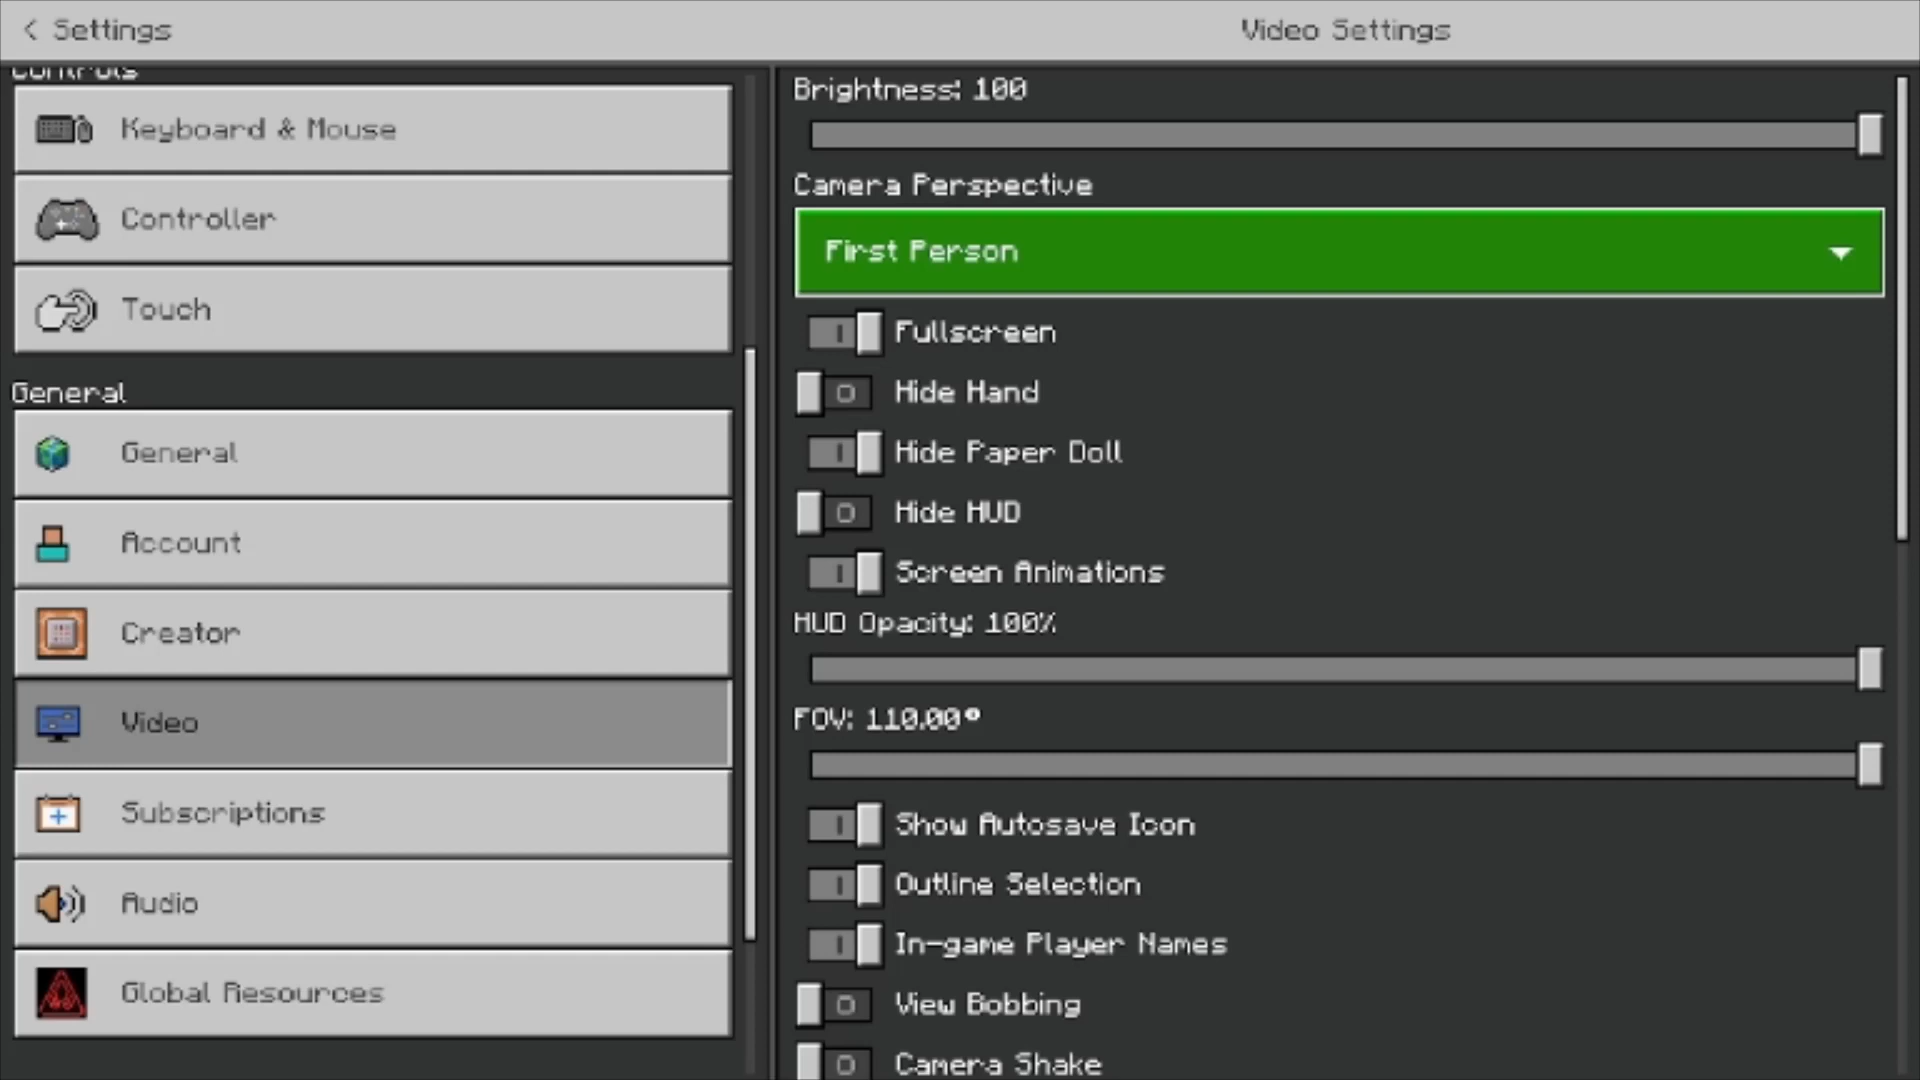 < Settings
Video Settings
Controls
Keyboard & Mouse
Controller
Touch
General
General
Account
Creator
Video
Subscriptions
Audio
Global Resources
Brightness: 100
Camera Perspective
First Person
Fullscreen
Hide Hand
Hide Paper Doll
Hide HUD
Screen Animations
HUD Opacity: 100%
FOV: 110.00°
Show Autosave Icon
Outline Selection
In-game Player Names
View Bobbing
Camera Shake